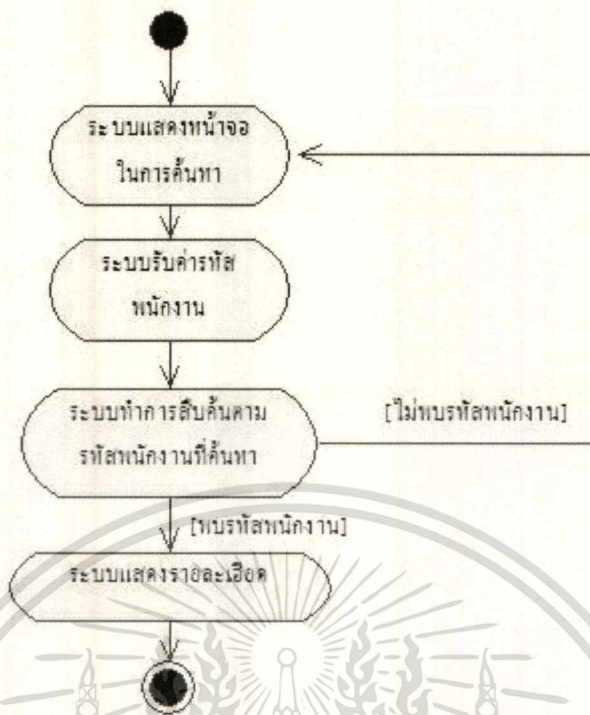 ระบบแสดงหน้าจอ
ในการค้นหา
ระบบรับค่ารหัส
พนักงาน
ระบบทำการสืบค้นตาม
รหัสพนักงานที่ค้นหา
[ไม่พบรหัสพนักงาน]
[พบรหัสพนักงาน]
ระบบแสดงรายละเอียด